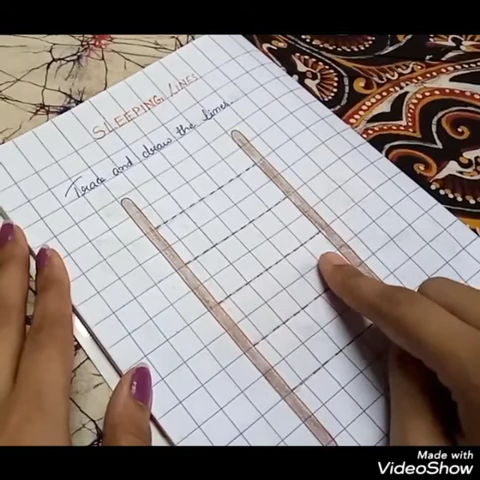 SLEEPING LINES
Trace and draw the lines.
Made with
VideoShow